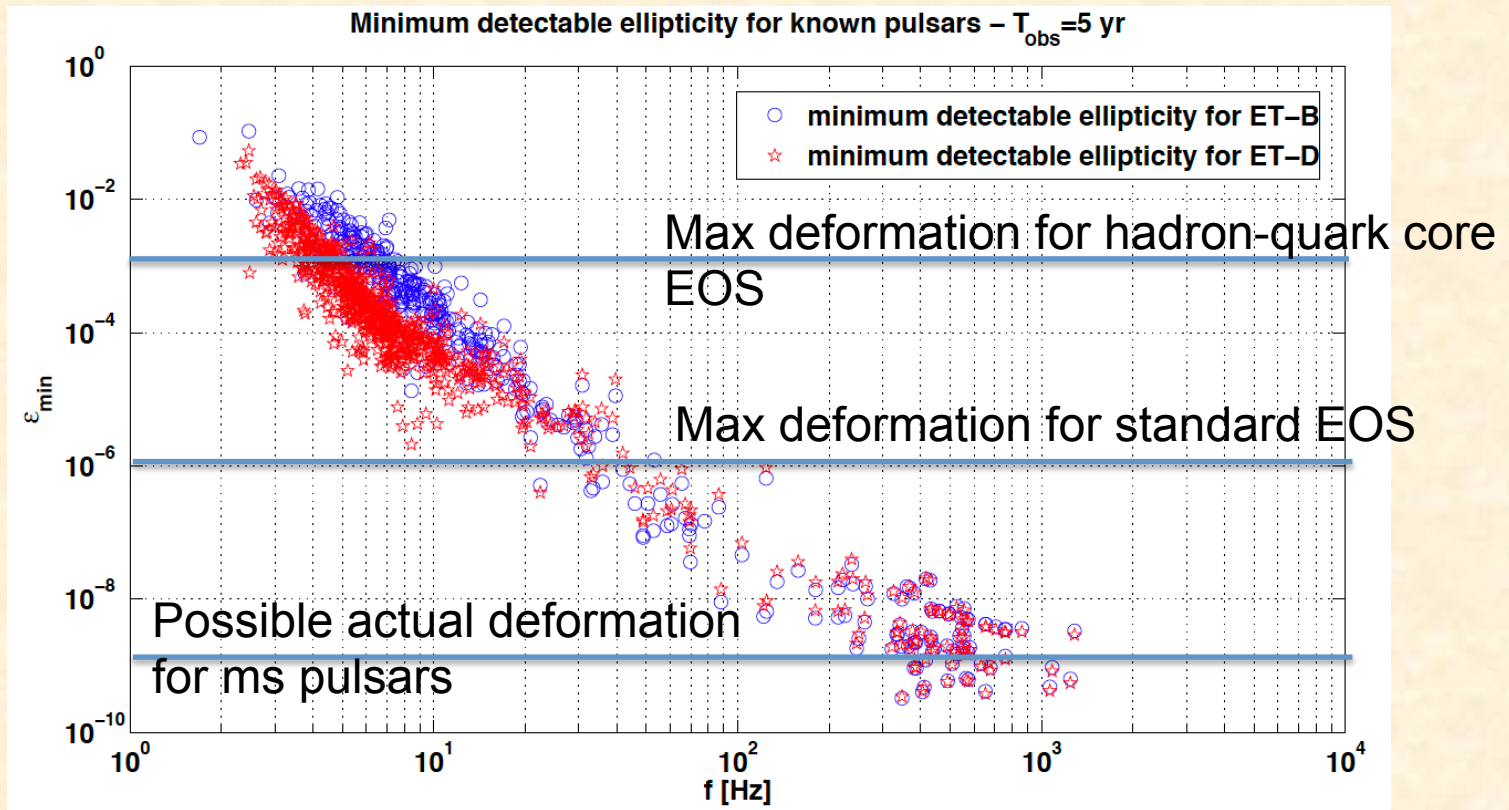 Minimum detectable ellipticity for known pulsars – T_obs=5 yr
10^0
10^−2
10^−4
10^−6
10^−8
10^−10
ε_min
minimum detectable ellipticity for ET−B
minimum detectable ellipticity for ET−D
Max deformation for hadron-quark core
EOS
Max deformation for standard EOS
Possible actual deformation
for ms pulsars
10^0
10^1
10^2
10^3
10^4
f [Hz]